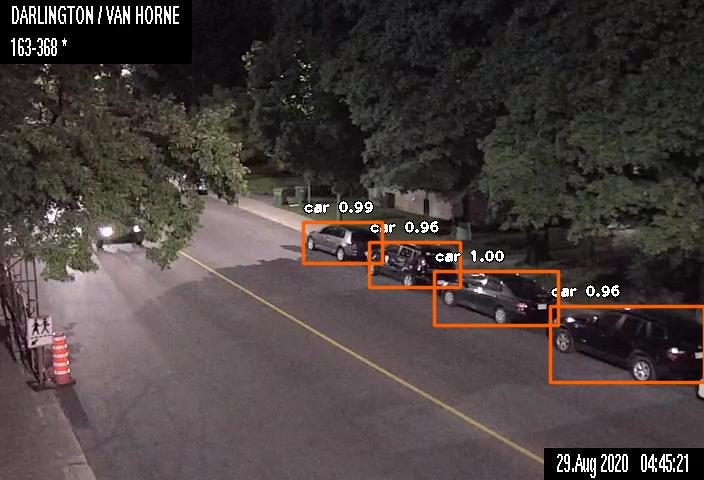 DARLINGTON / VAN HORNE
163-368 *
car 0.99
car 0.96
car 1.00
car 0.96
29.Aug 2020 04:45:21